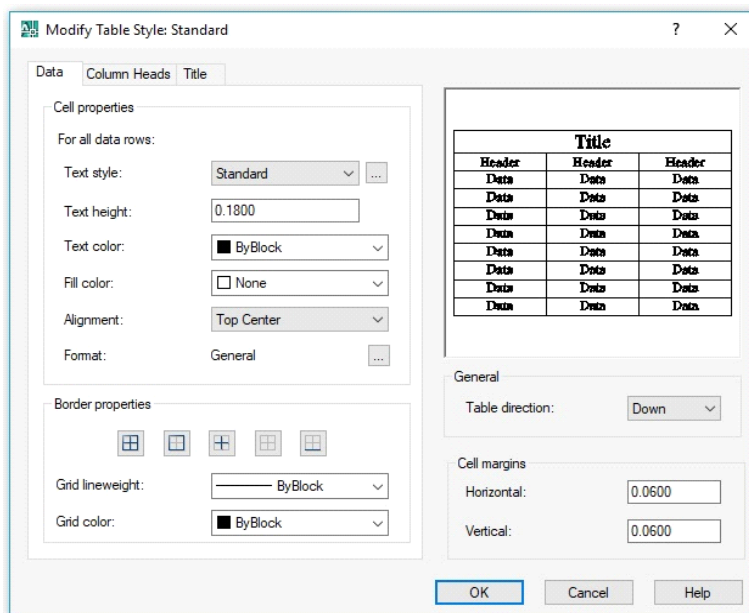 Modify Table Style: Standard
?
Data
Column Heads
Title
Cell properties
For all data rows:
Text style:
Standard
...
Text height:
0.1800
Text color:
ByBlock
Fill color:
None
Alignment:
Top Center
Format:
General
...
Border properties
Grid lineweight:
ByBlock
Grid color:
ByBlock
Title
Header Header Header
Data Data Data
Data Data Data
Data Data Data
Data Data Data
Data Data Data
Data Data Data
Data Data Data
Data Data Data
General
Table direction:
Down
Cell margins
Horizontal:
0.0600
Vertical:
0.0600
OK
Cancel
Help